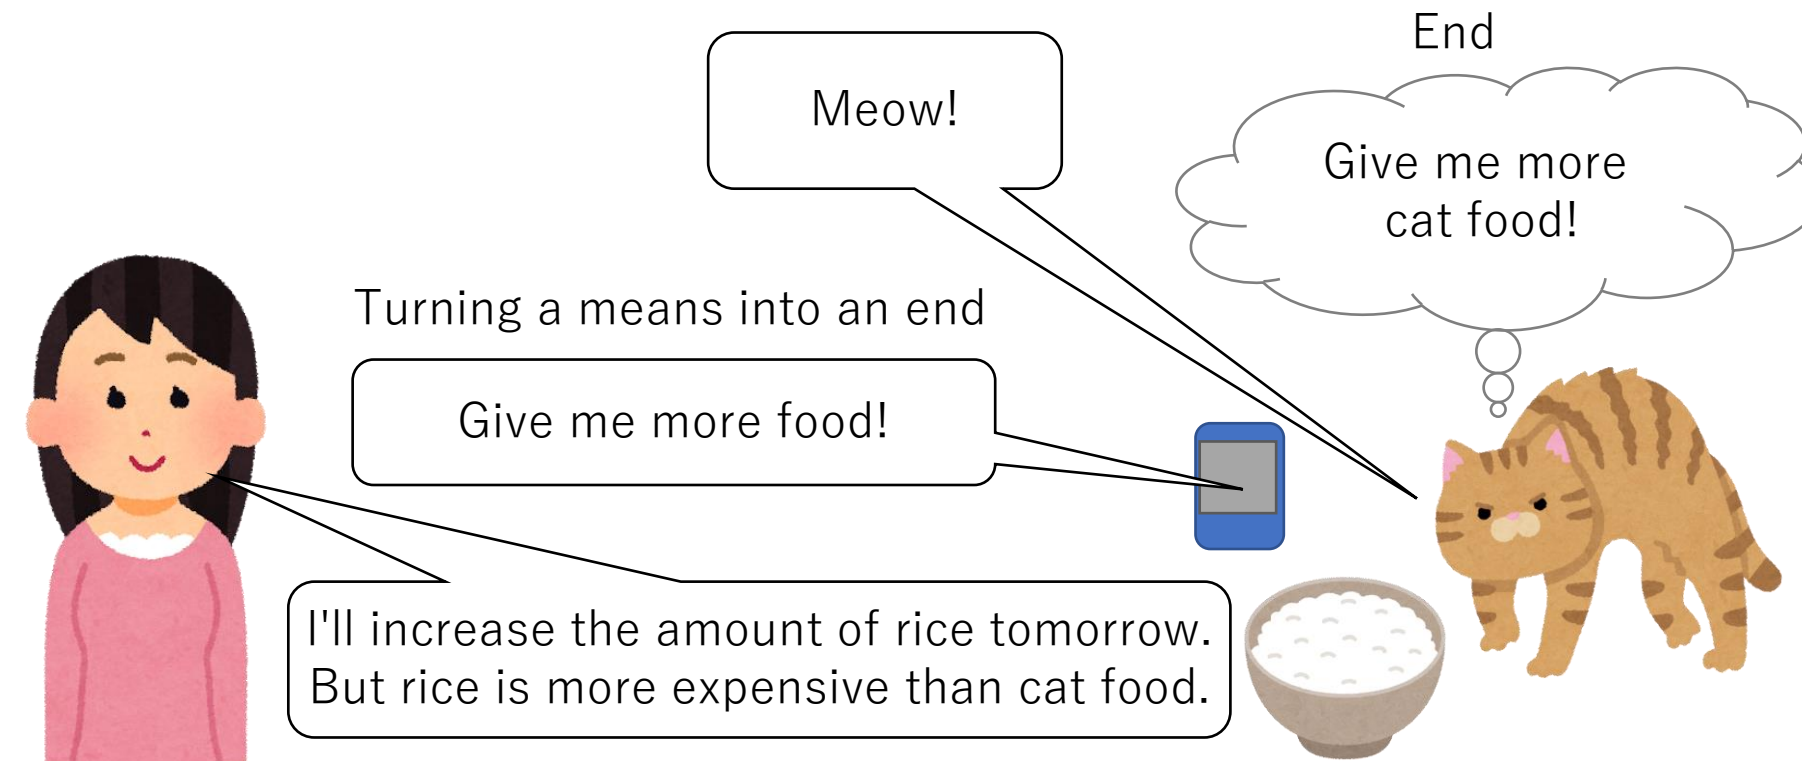 End
Meow!
Give me more
cat food!
Turning a means into an end
Give me more food!
I'll increase the amount of rice tomorrow.
But rice is more expensive than cat food.